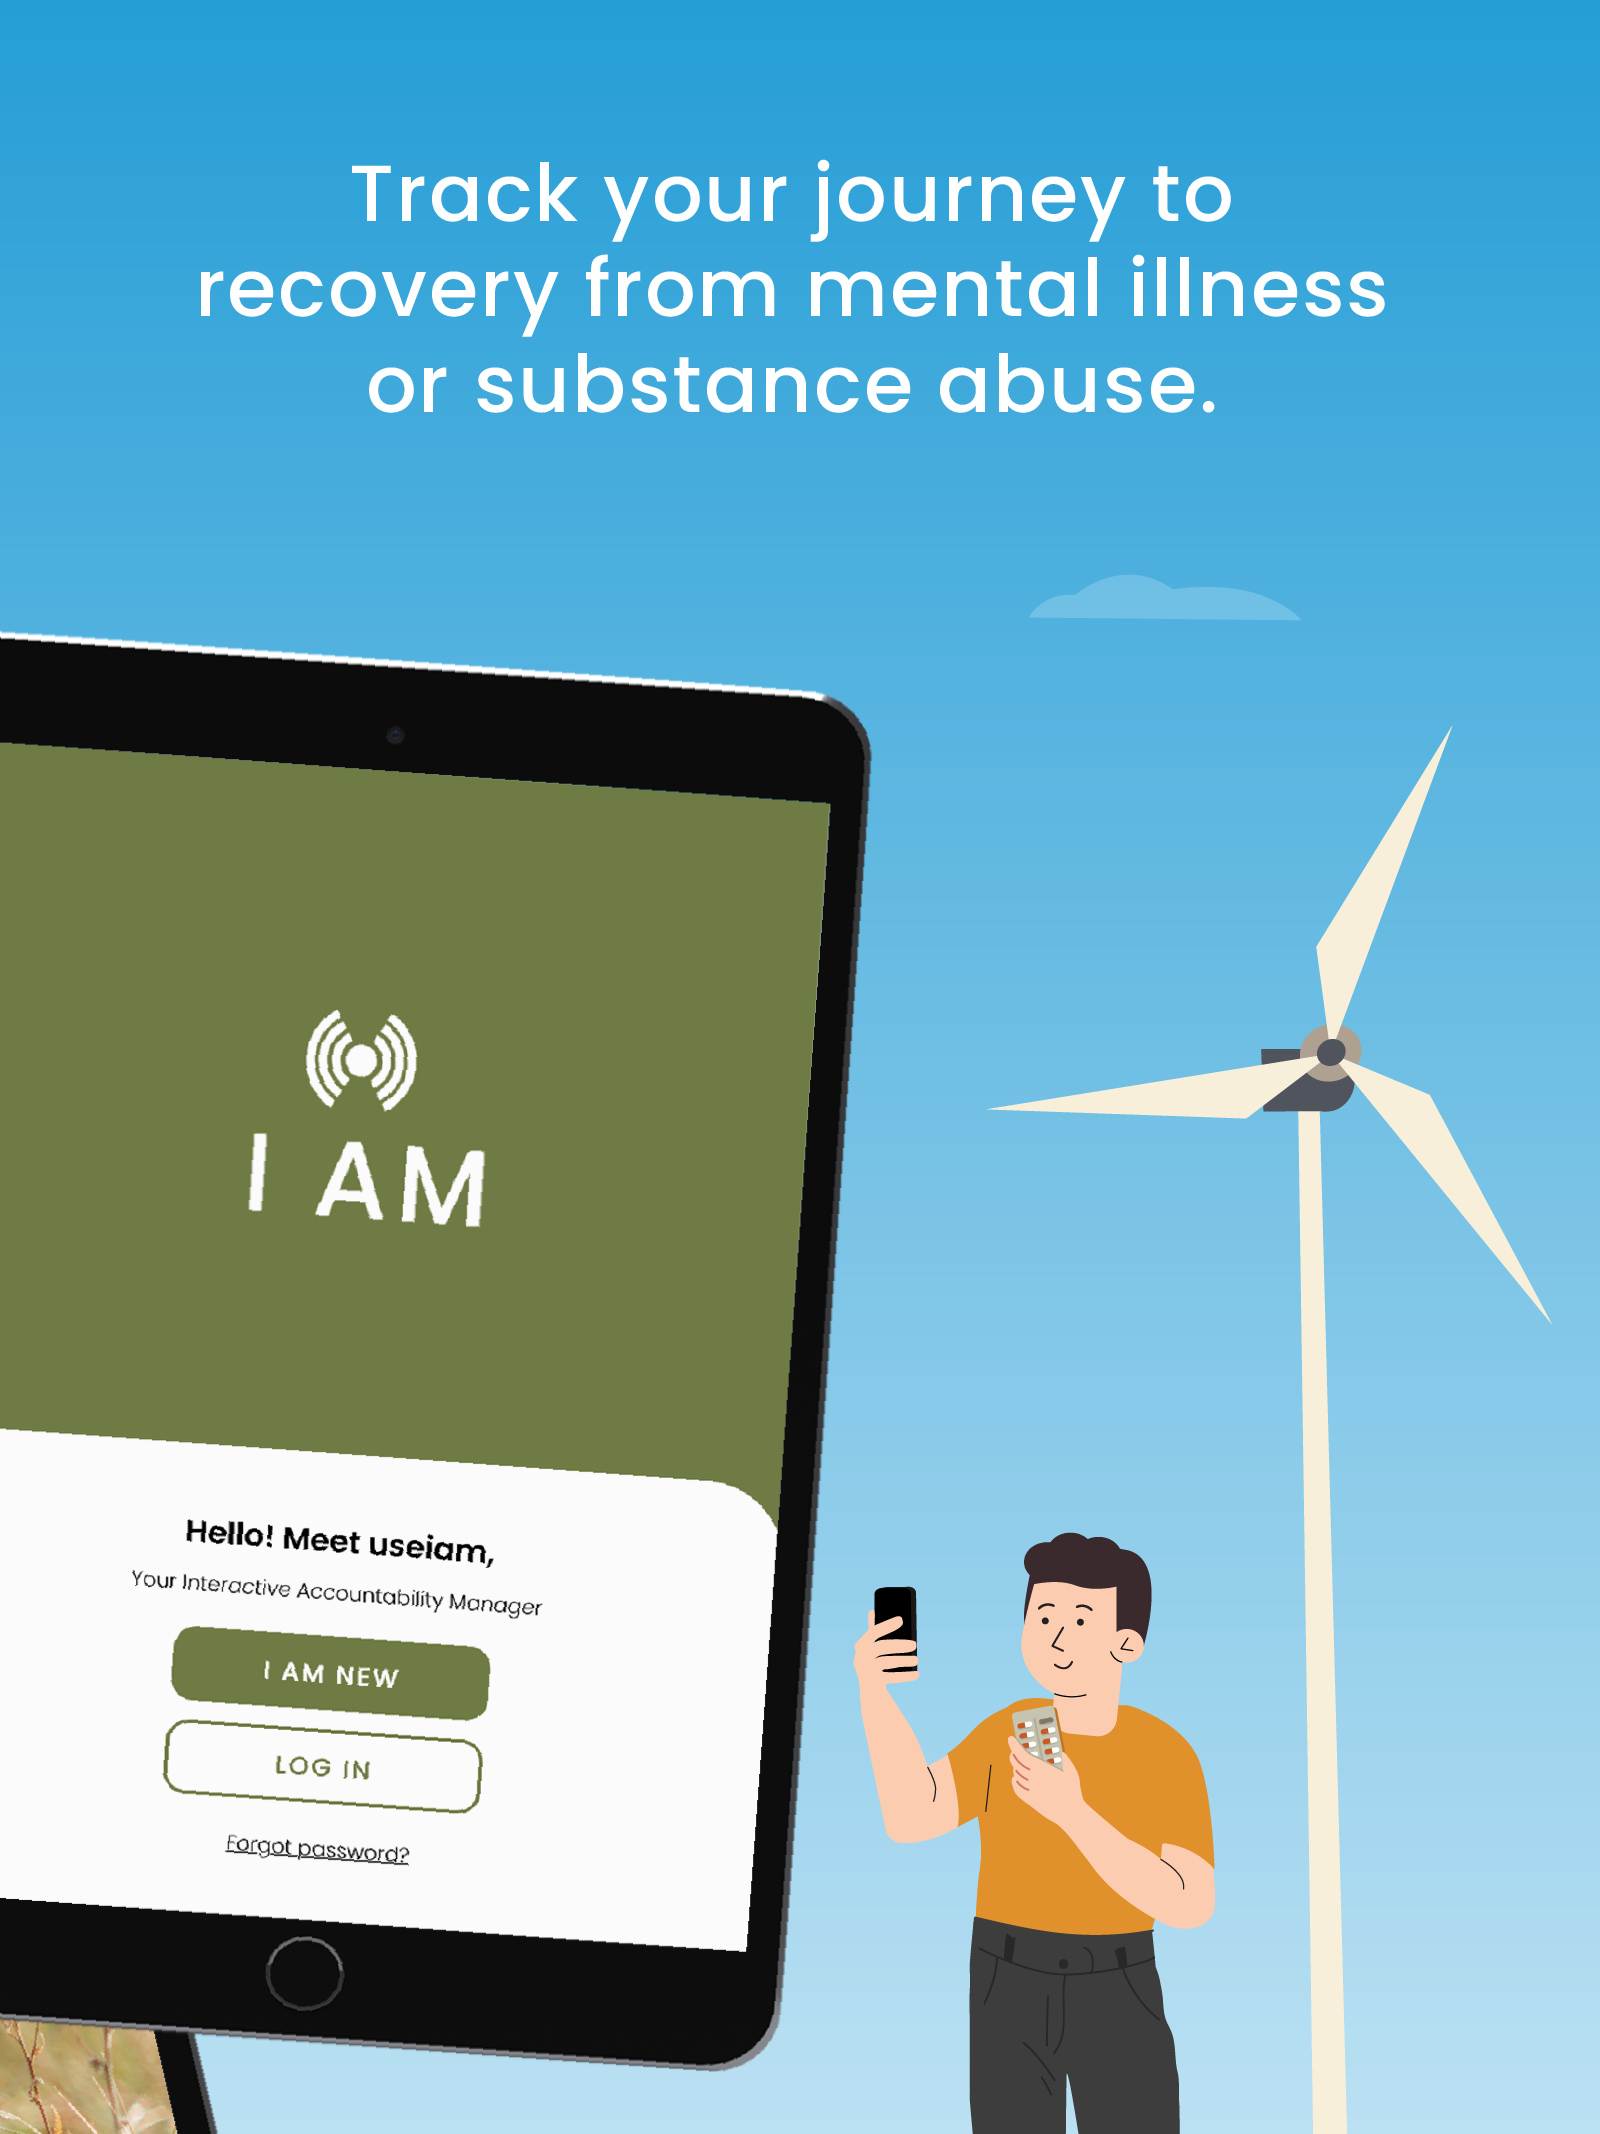 Track your journey to
recovery from mental illness
or substance abuse.
I AM
Hello! Meet useiam,
Your Interactive Accountability Manager
I AM NEW
LOG IN
Forgot password?